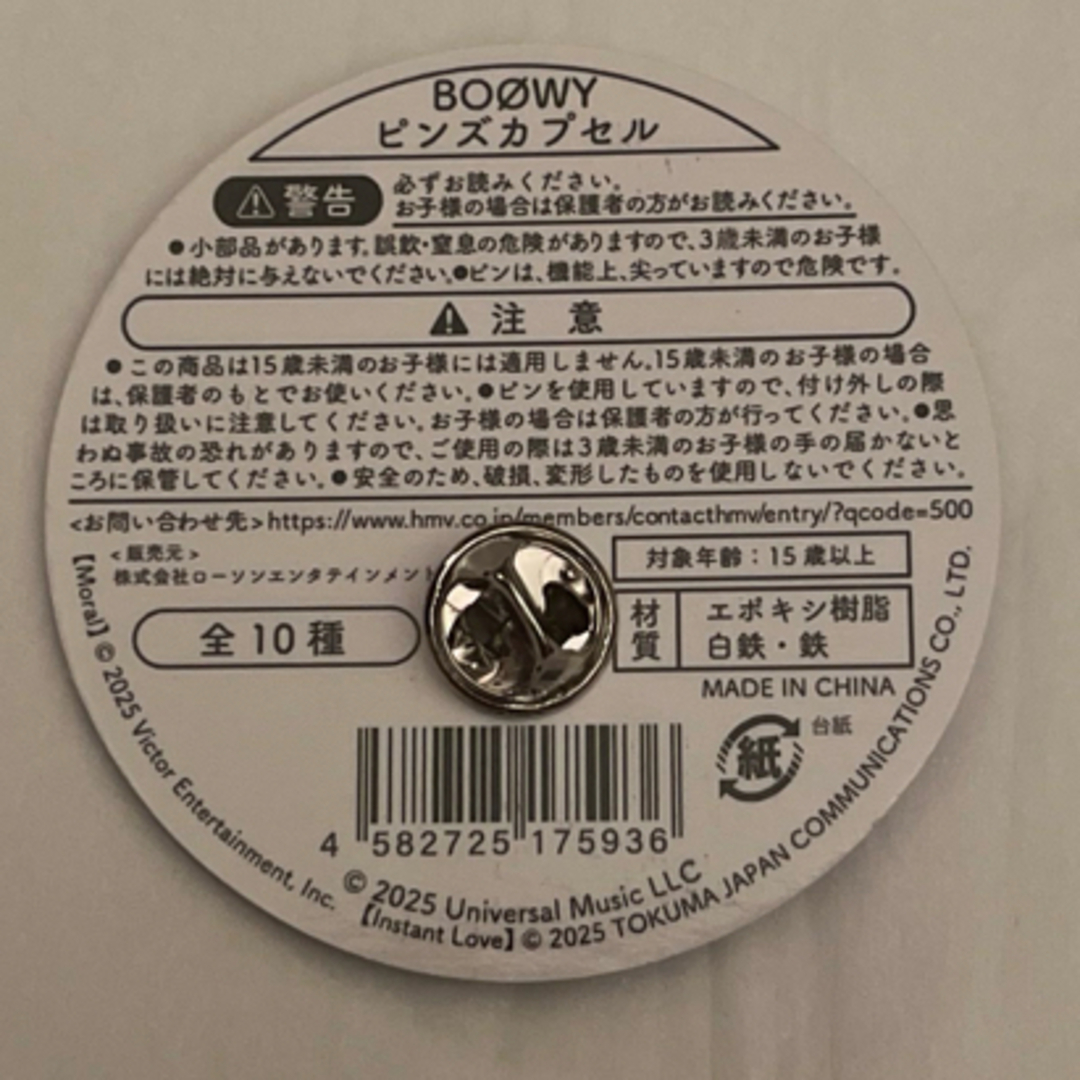 BOØWY
ピンズカプセル
警告
必ずお読みください。
お子様の場合は保護者の方がお読みください。
●小部品があります。誤飲・窒息の危険がありますので、3歳未満のお子様
には絶対に与えないでください。●ピンは、機能上、尖っていますので危険です。
注 意
●この商品は15歳未満のお子様には適用しません。15歳未満のお子様の場合
は、保護者のもとでお使いください。●ピンを使用していますので、付け外しの際
は取り扱いに注意してください。お子様の場合は保護者の方が行ってください。●思
わぬ事故の恐れがありますので、ご使用の際は3歳未満のお子様の手の届かないと
ころに保管してください。●安全のため、破損、変形したものを使用しないでください。
<お問い合わせ先>https://www.hmv.co.jp/members/contacthmv/entry/?qcode=500
<販売元>
株式会社ローソンエンタテインメント
対象年齢：15歳以上
全10種
材質
エポキシ樹脂
白鉄・鉄
MADE IN CHINA
紙
台紙
4 582725 175936
【Moral】© 2025 Victor Entertainment, Inc.
© 2025 Universal Music LLC
【Instant Love】© 2025 TOKUMA JAPAN COMMUNICATIONS CO., LTD.